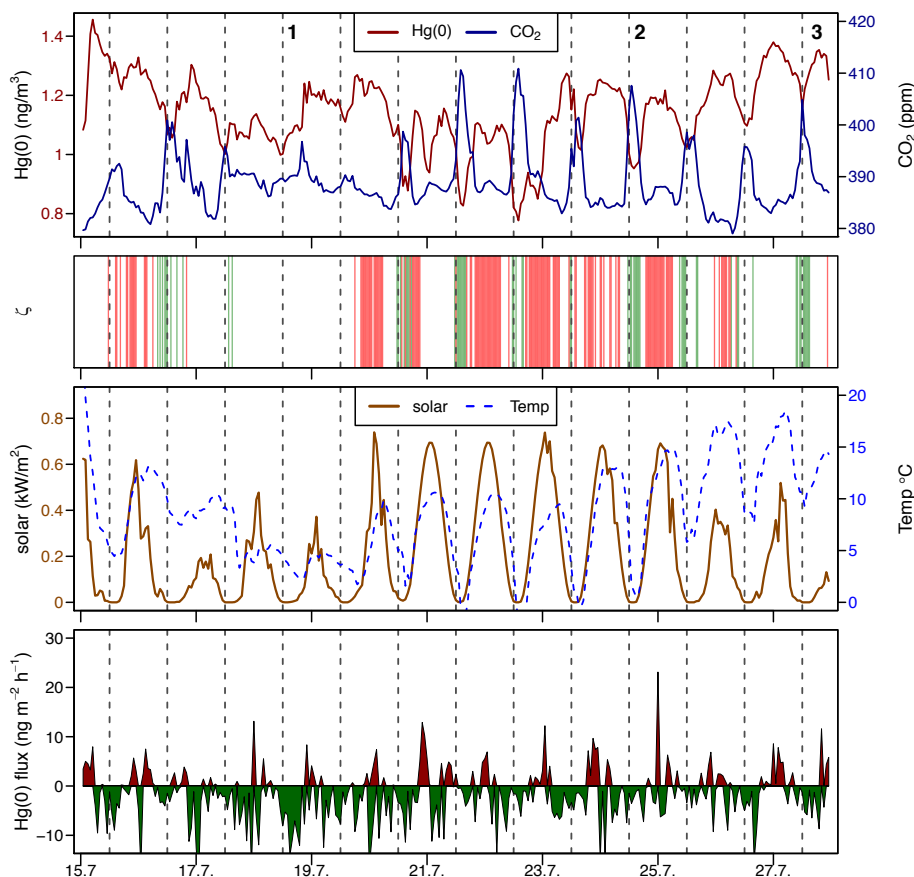 1 2 3
Hg(0) CO₂
Hg(0) (ng/m³)
1.4
1.2
1
0.8
CO₂ (ppm)
420
410
400
390
380
ζ
solar Temp
solar (kW/m²)
0.8
0.6
0.4
0.2
0
Temp °C
20
15
10
5
0
Hg(0) flux (ng m⁻² h⁻¹)
30
20
10
0
−10
15.7 17.7. 19.7. 21.7. 23.7. 25.7. 27.7.